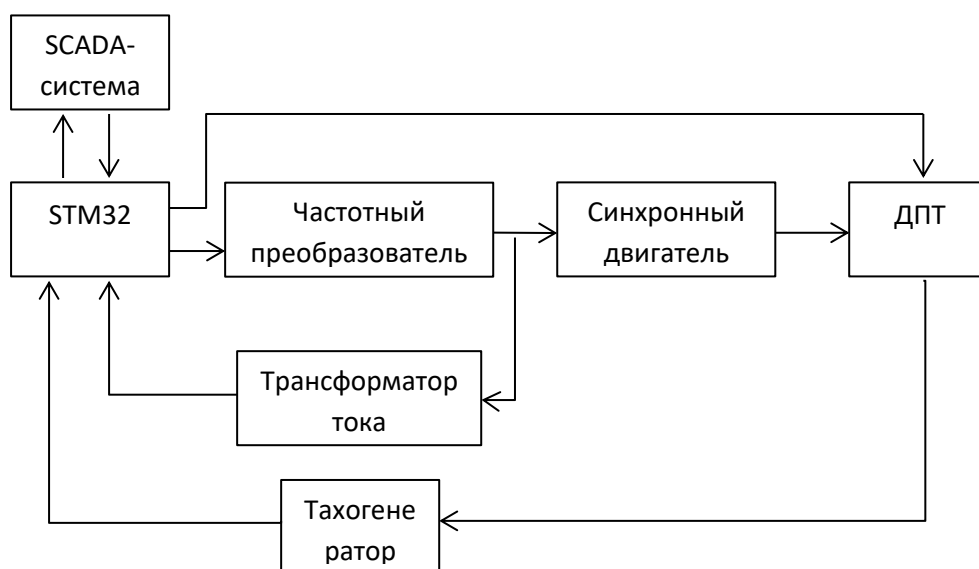 SCADA-
система
STM32
Частотный
преобразователь
Синхронный
двигатель
ДПТ
Трансформатор
тока
Тахогене
ратор